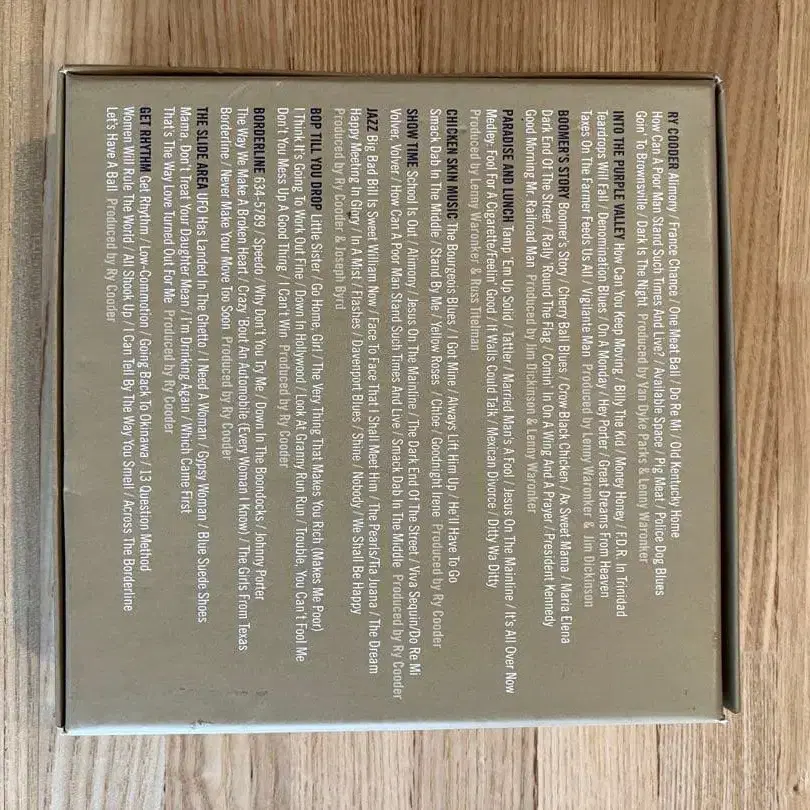 RY COODER Alimony / France Chance / One Meat Ball / Do Re Mi / Old Kentucky Home
How Can A Poor Man Stand Such Times And Live? / Available Space / Pig Meat / Police Dog Blues
Goin' To Brownsville / Dark Is The Night Produced by Van Dyke Parks & Lenny Waronker
INTO THE PURPLE VALLEY How Can You Keep Moving / Billy The Kid / Money Honey / F.D.R. In Trinidad
Teardrops Will Fall / Denomination Blues / On A Monday / Hey Porter / Great Dreams From Heaven
Taxes On The Farmer Feeds Us All / Vigilante Man Produced by Lenny Waronker & Jim Dickinson
BOOMER'S STORY Boomer's Story / Cherry Ball Blues / Crow Black Chicken / Ax Sweet Mama / Maria Elena
Dark End Of The Street / Rally 'Round The Flag / Comin' In On A Wing And A Prayer / President Kennedy
Good Morning Mr. Railroad Man Produced by Jim Dickinson & Lenny Waronker
PARADISE AND LUNCH Tamp 'Em Up Solid / Tattler / Married Man's A Fool / Jesus On The Mainline / It's All Over Now
Medley: Fool For A Cigarette/Feelin' Good / If Walls Could Talk / Mexican Divorce / Ditty Wa Ditty
Produced by Lenny Waronker & Russ Titelman
CHICKEN SKIN MUSIC The Bourgeois Blues / I Got Mine / Always Lift Him Up / He'll Have To Go
Smack Dab In The Middle / Stand By Me / Yellow Roses / Chloe / Goodnight Irene Produced by Ry Cooder
SHOW TIME School Is Out / Alimony / Jesus On The Mainline / The Dark End Of The Street / Viva Sequin/Do Re Mi
Volver, Volver / How Can A Poor Man Stand Such Times And Live / Smack Dab In The Middle Produced by Ry Cooder
JAZZ Big Bad Bill Is Sweet William Now / Face To Face That I Shall Meet Him / The Pearls/Tia Juana / The Dream
Happy Meeting In Glory / In A Mist / Flashes / Davenport Blues / Shine / Nobody / We Shall Be Happy
Produced by Ry Cooder & Joseph Byrd
BOP TILL YOU DROP Little Sister / Go Home, Girl / The Very Thing That Makes You Rich (Makes Me Poor)
I Think It's Going To Work Out Fine / Down In Hollywood / Look At Granny Run Run / Trouble, You Can't Fool Me
Don't You Mess Up A Good Thing / I Can't Win Produced by Ry Cooder
BORDERLINE 634-5789 / Speedo / Why Don't You Try Me / Down In The Boondocks / Johnny Porter
The Way We Make A Broken Heart / Crazy 'Bout An Automobile (Every Woman I Know) / The Girls From Texas
Borderline / Never Make Your Move Too Soon Produced by Ry Cooder
THE SLIDE AREA UFO Has Landed In The Ghetto / I Need A Woman / Gypsy Woman / Blue Suede Shoes
Mama, Don't Treat Your Daughter Mean / I'm Drinking Again / Which Came First
That's The Way Love Turned Out For Me Produced by Ry Cooder
GET RHYTHM Get Rhythm / Low-Commotion / Going Back To Okinawa / 13 Question Method
Women Will Rule The World / All Shook Up / I Can Tell By The Way You Smell / Across The Borderline
Let's Have A Ball Produced by Ry Cooder